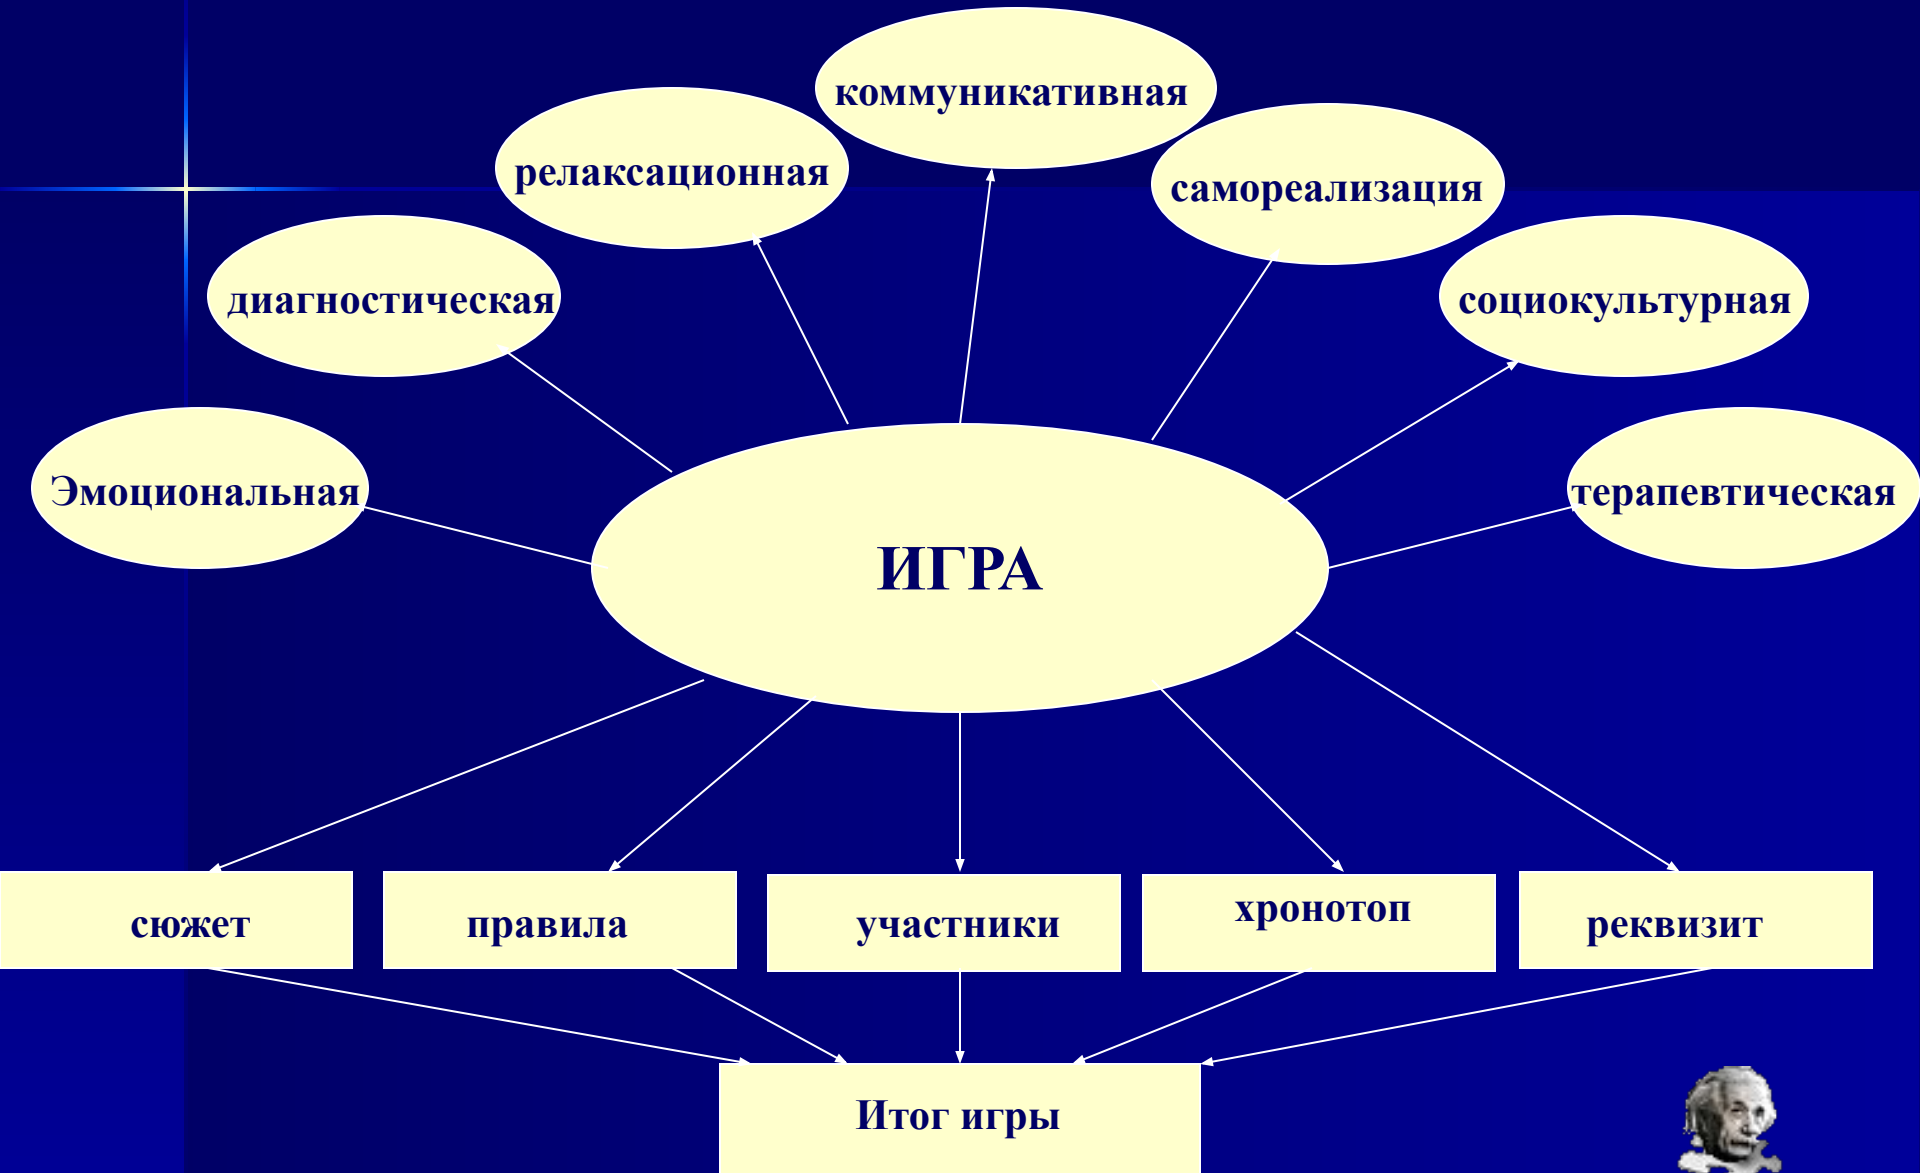 коммуникативная
релаксационная
самореализация
диагностическая
социокультурная
Эмоциональная
терапевтическая
ИГРА
сюжет
правила
участники
хронотоп
реквизит
Итог игры